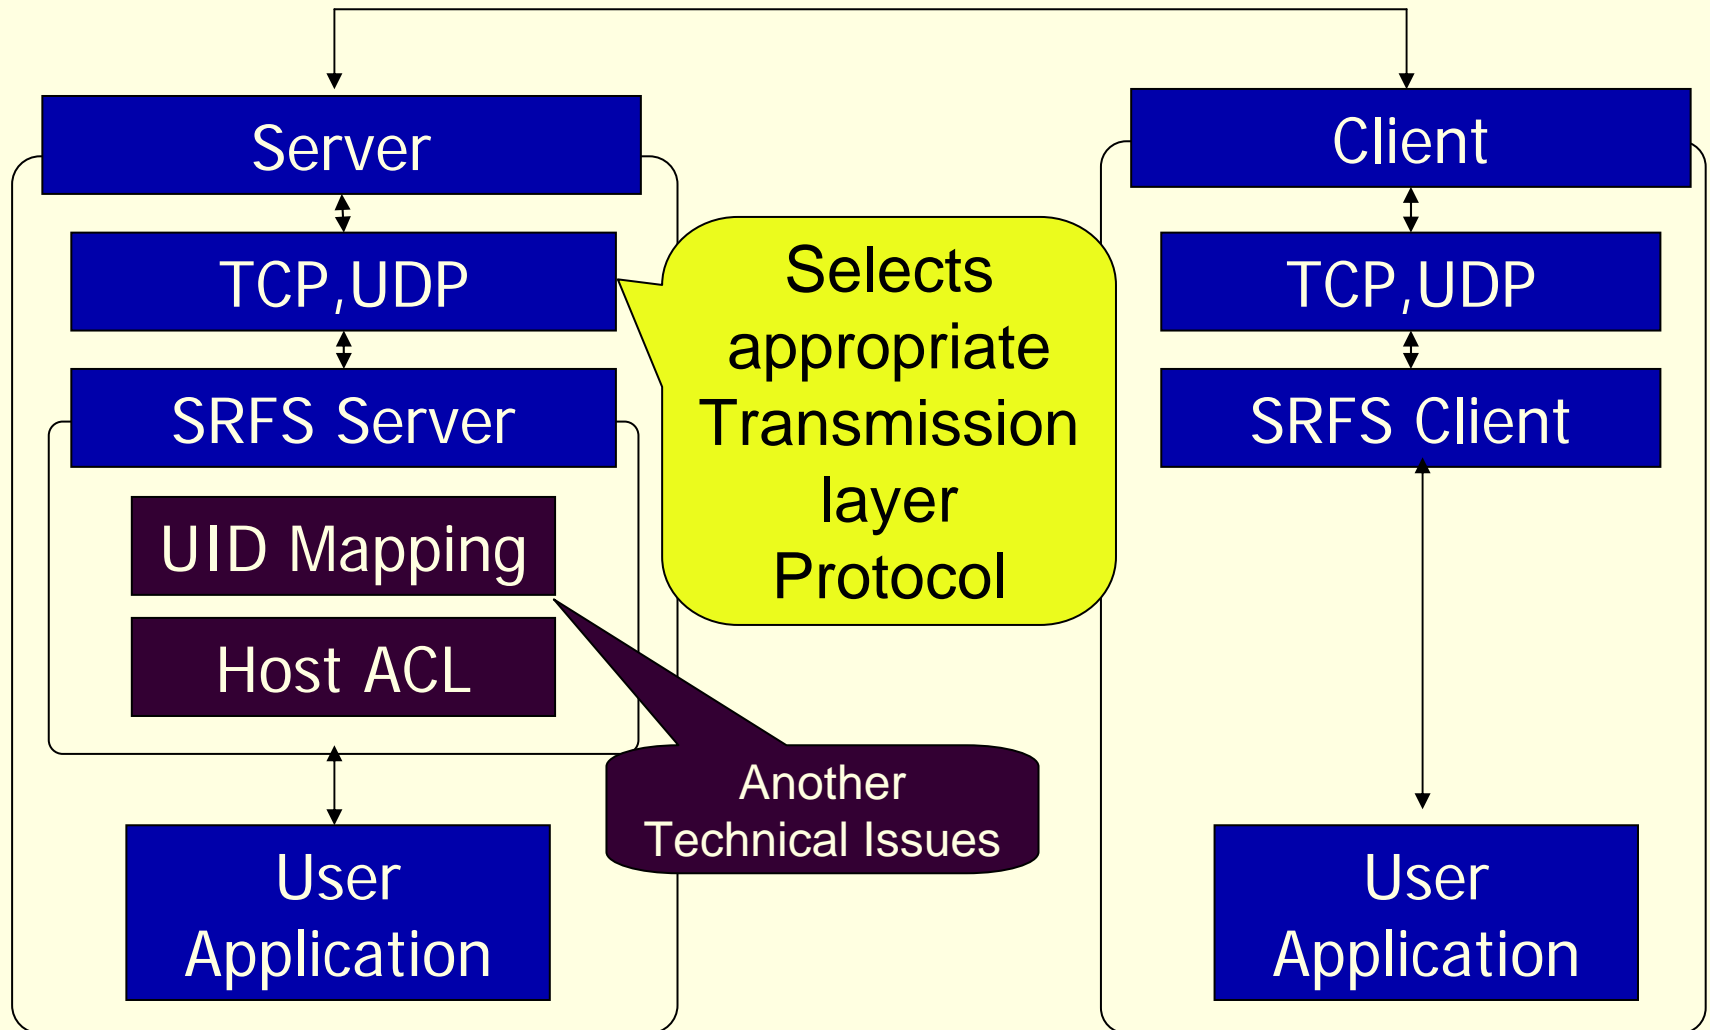 Server
TCP,UDP
SRFS Server
UID Mapping
Host ACL
User
Application
Selects
appropriate
Transmission
layer
Protocol
Another
Technical Issues
Client
TCP,UDP
SRFS Client
User
Application